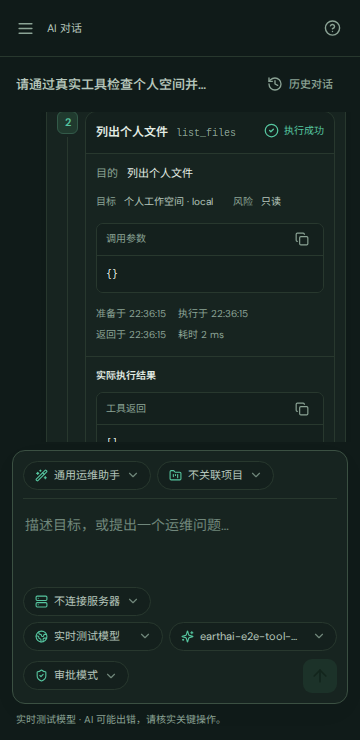 AI 对话
请通过真实工具检查个人空间并...
历史对话
2
列出个人文件 list_files
执行成功
目的 列出个人文件
目标 个人工作空间 · local 风险 只读
调用参数
{}
准备于 22:36:15 执行于 22:36:15
返回于 22:36:15 耗时 2 ms
实际执行结果
工具返回
[]
通用运维助手
不关联项目
描述目标，或提出一个运维问题...
不连接服务器
实时测试模型
earthai-e2e-tool-...
审批模式
实时测试模型 · AI 可能出错，请核实关键操作。